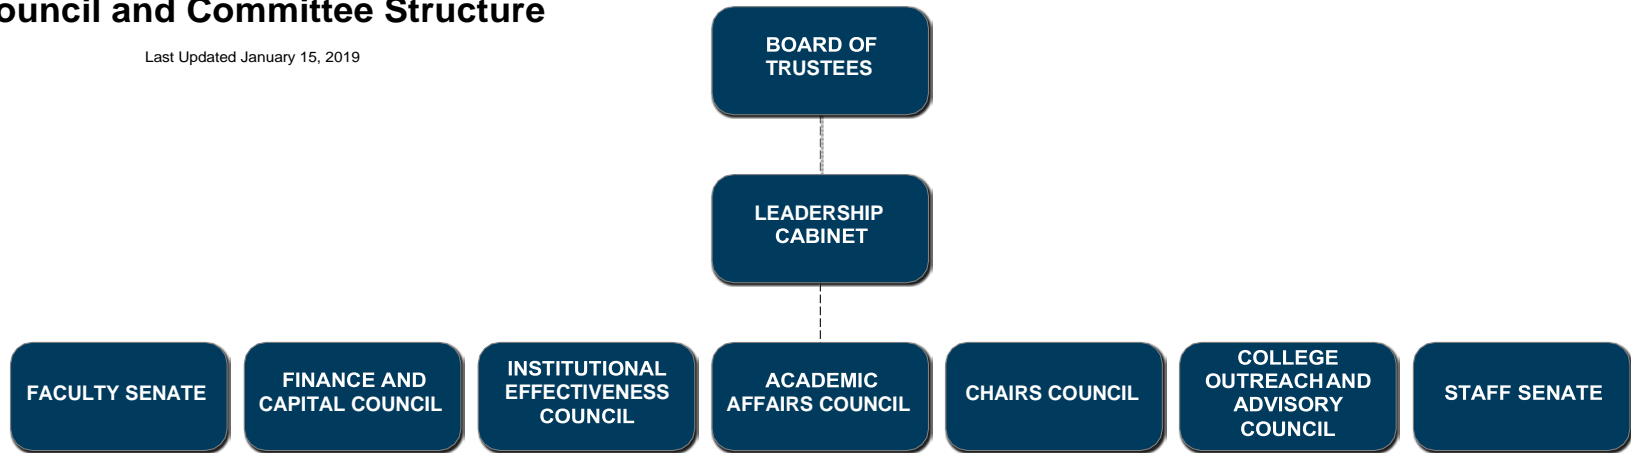 ouncil and Committee Structure
Last Updated January 15, 2019
BOARD OF
TRUSTEES
LEADERSHIP
CABINET
FACULTY SENATE
FINANCE AND
CAPITAL COUNCIL
INSTITUTIONAL
EFFECTIVENESS
COUNCIL
ACADEMIC
AFFAIRS COUNCIL
CHAIRS COUNCIL
COLLEGE
OUTREACH AND
ADVISORY
COUNCIL
STAFF SENATE